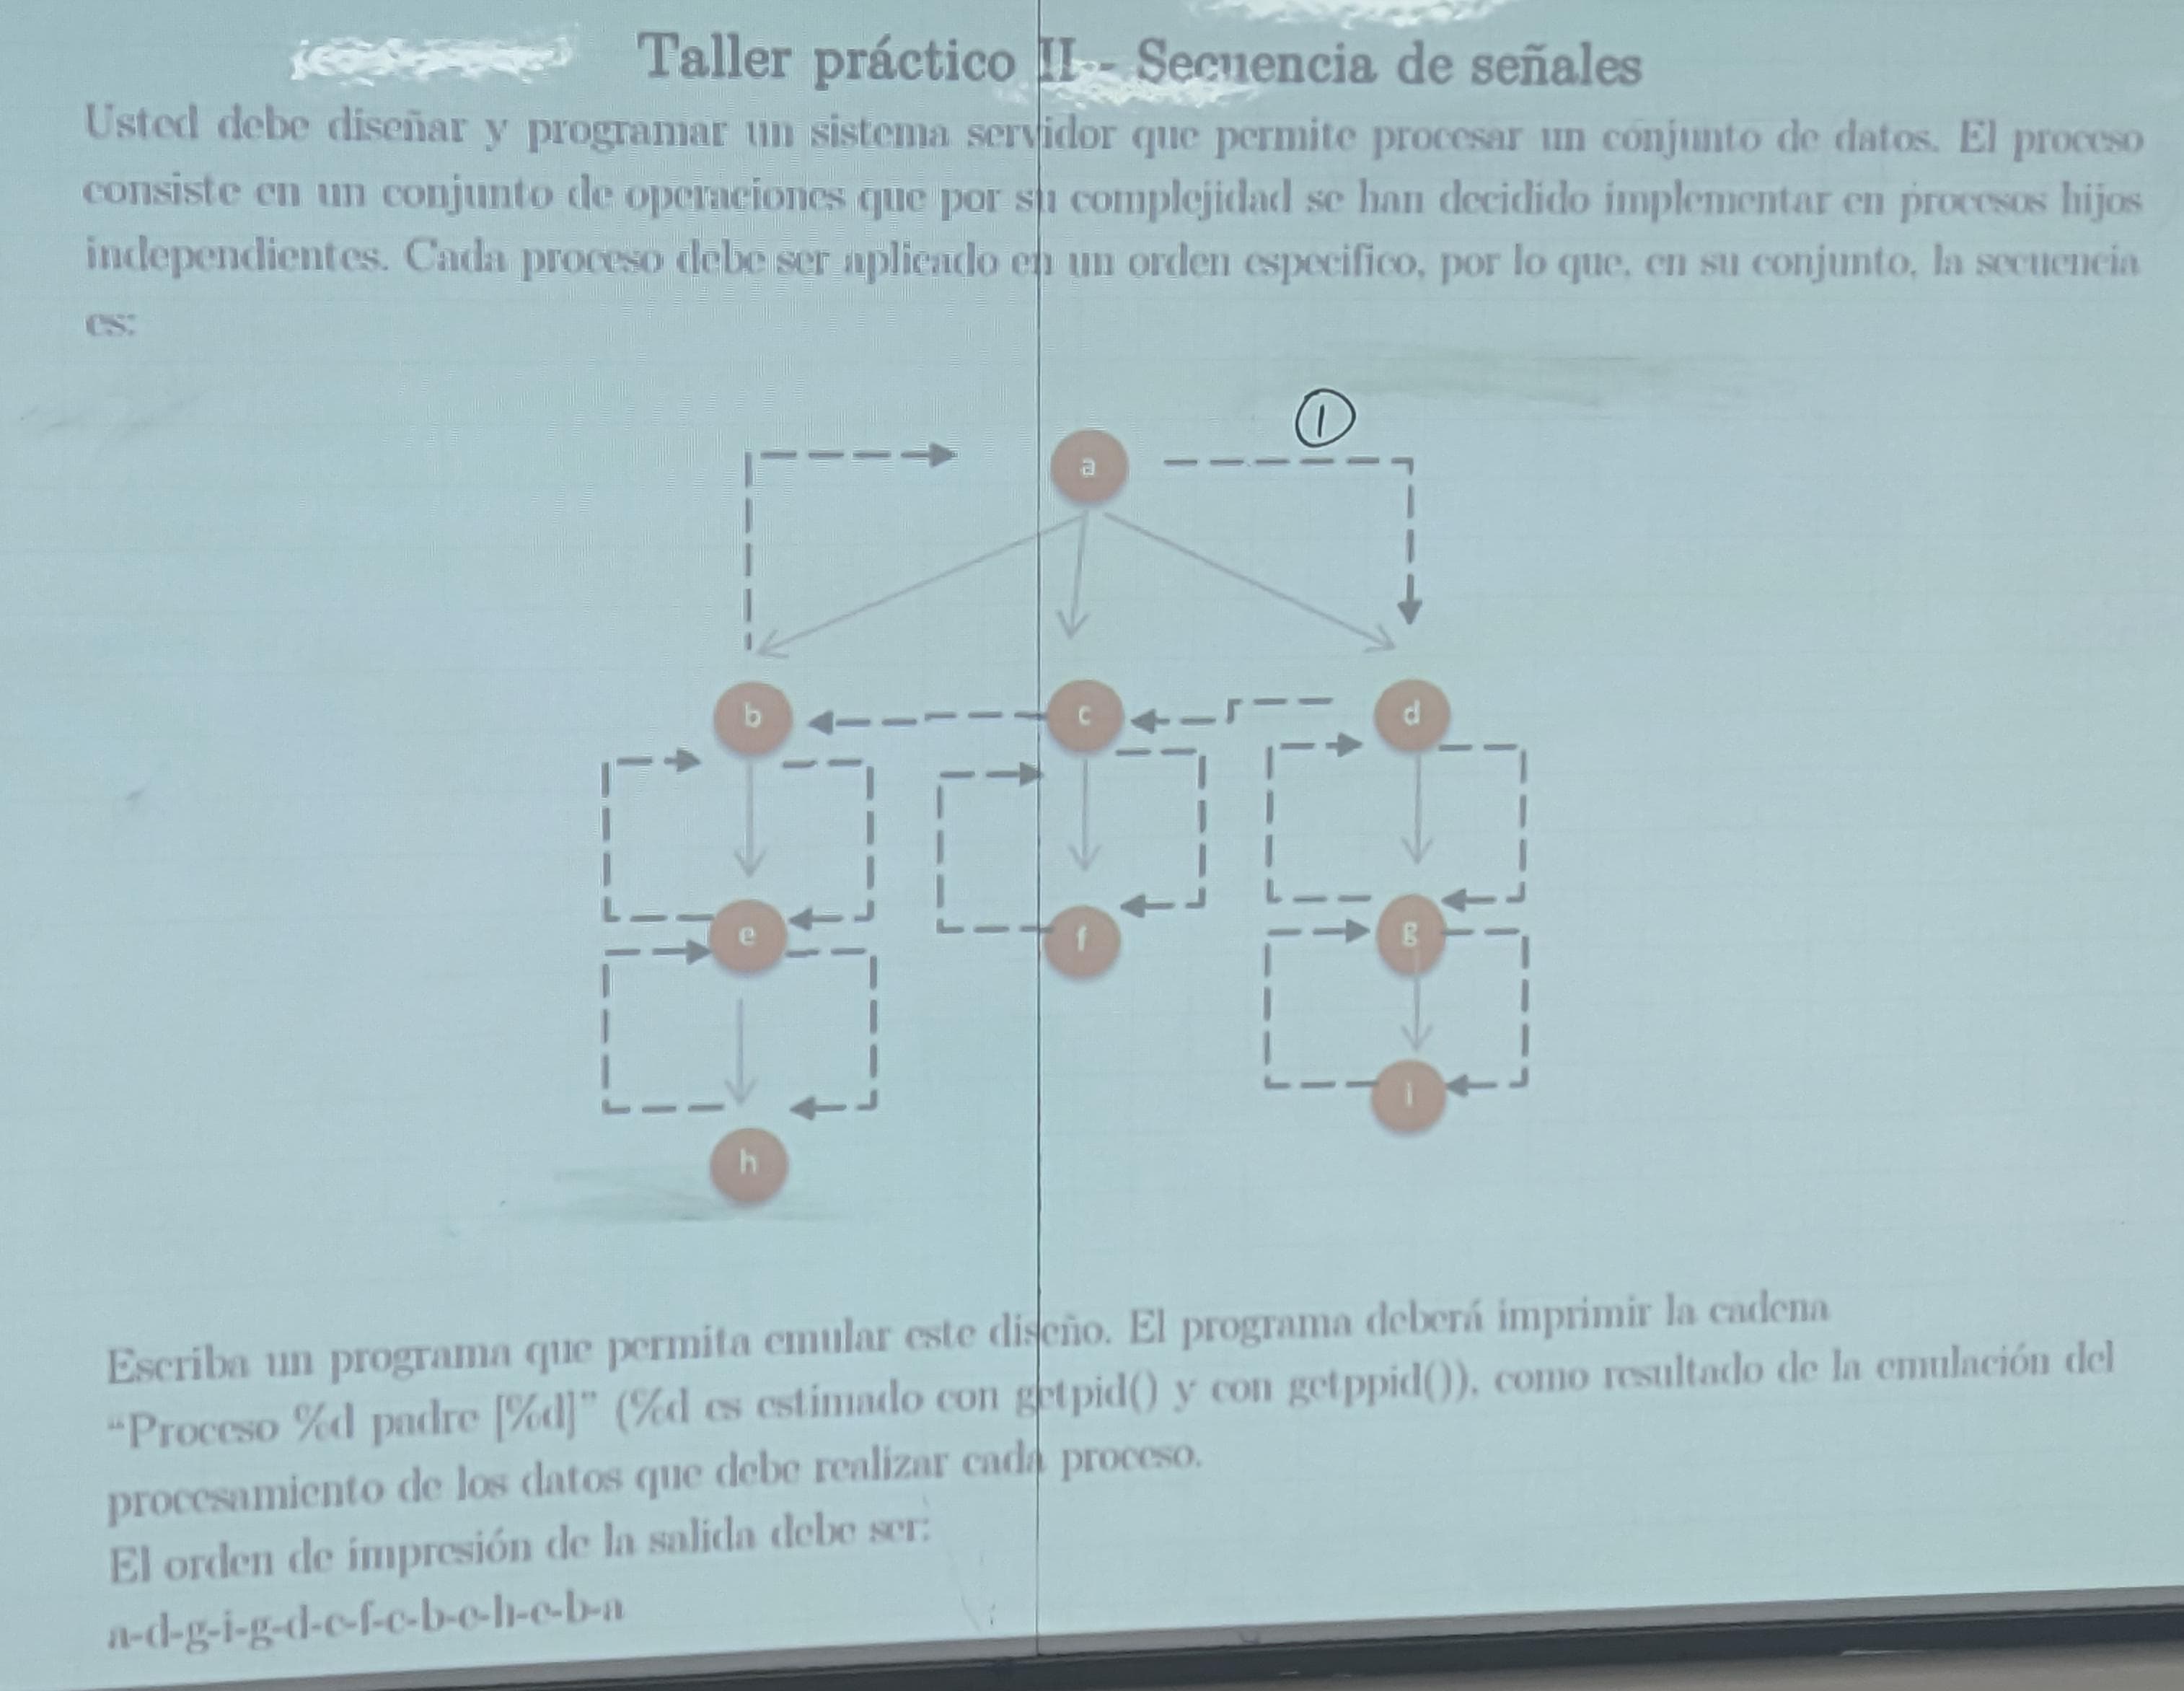 Taller práctico II - Secuencia de señales
Usted debe diseñar y programar un sistema servidor que permite procesar un conjunto de datos. El proceso
consiste en un conjunto de operaciones que por su complejidad se han decidido implementar en procesos hijos
independientes. Cada proceso debe ser aplicado en un orden especifico, por lo que, en su conjunto, la secuencia
es:
1
a
b c d
e f g
i
h
Escriba un programa que permita emular este diseño. El programa deberá imprimir la cadena
“Proceso %d padre [%d]” (%d es estimado con getpid() y con getppid()), como resultado de la emulación del
procesamiento de los datos que debe realizar cada proceso.
El orden de impresión de la salida debe ser:
a-d-g-i-g-d-c-f-c-b-e-h-e-b-a